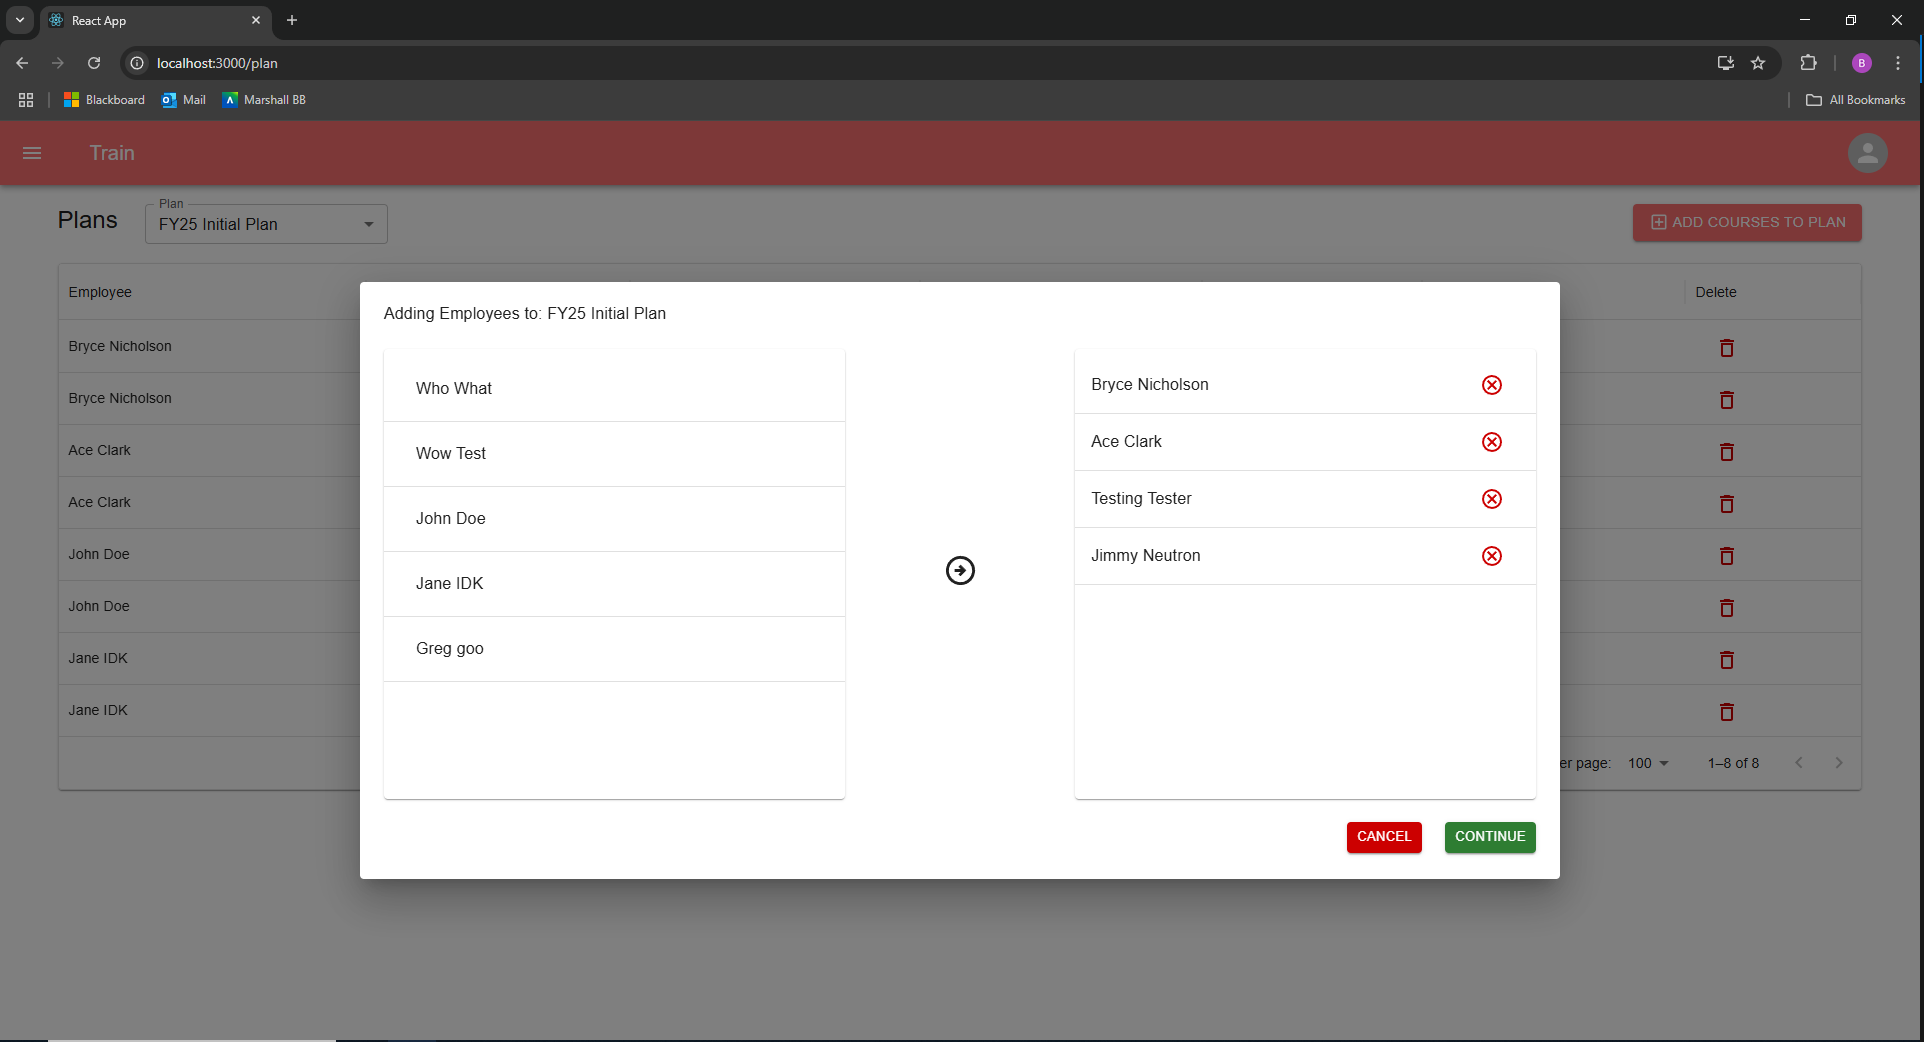 React App
localhost:3000/plan
B
Blackboard
Mail
Marshall BB
All Bookmarks
Train
Plans
Plan
FY25 Initial Plan
ADD COURSES TO PLAN
Employee
Delete
Bryce Nicholson
Bryce Nicholson
Ace Clark
Ace Clark
John Doe
John Doe
Jane IDK
Jane IDK
er page:
100
1–8 of 8
Adding Employees to: FY25 Initial Plan
Who What
Wow Test
John Doe
Jane IDK
Greg goo
Bryce Nicholson
Ace Clark
Testing Tester
Jimmy Neutron
CANCEL
CONTINUE